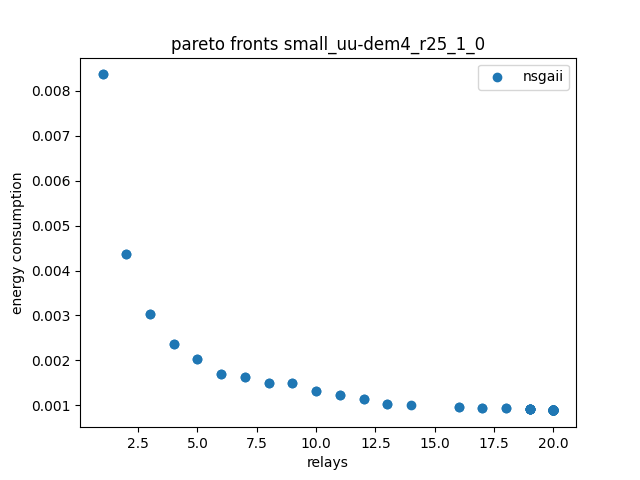 pareto fronts small_uu-dem4_r25_1_0
nsgaii
0.008
0.007
0.006
0.005
0.004
0.003
0.002
0.001
energy consumption
2.5 5.0 7.5 10.0 12.5 15.0 17.5 20.0
relays